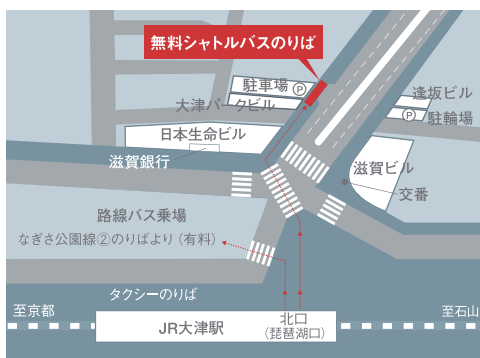 無料シャトルバスのりば
駐車場 P
逢坂ビル
大津パークビル
P 駐輪場
日本生命ビル
滋賀銀行
滋賀ビル
交番
路線バス乗場
なぎさ公園線②のりばより(有料)
タクシーのりば
至京都
至石山
北口
(琵琶湖口)
JR大津駅